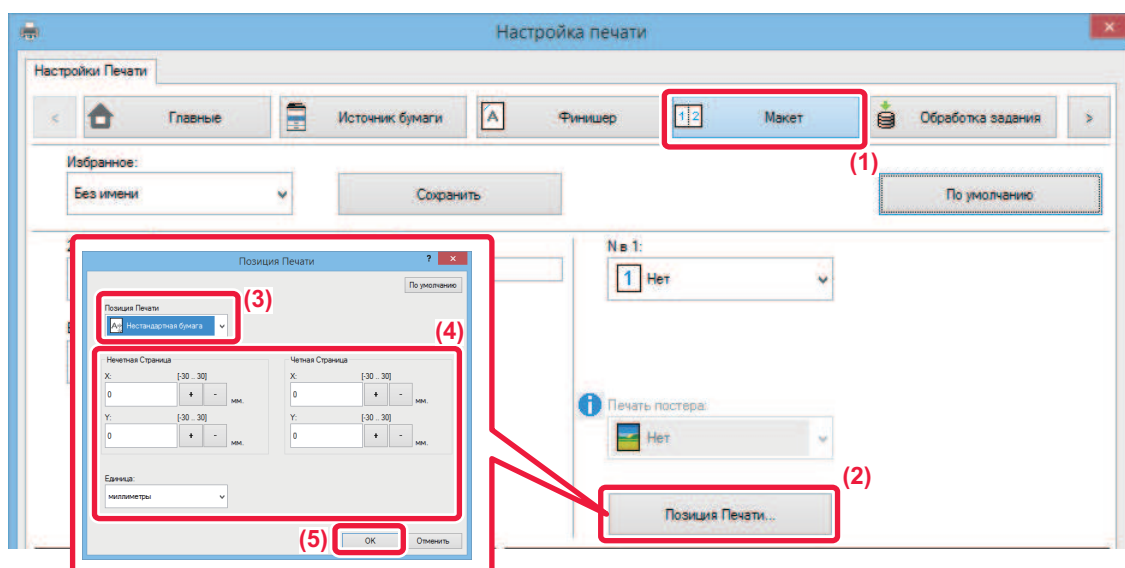 Настройка печати
Настройки Печати
< Главные Источник бумаги A Финишер 1 2 Макет Обработка задания >
(1)
Избранное:
Без имени Сохранить По умолчанию
N в 1:
1 Нет
Печать постера:
Нет
(2)
Позиция Печати...
Позиция Печати ?
По умолчанию
(3)
Позиция Печати
Нестандартная бумага
(4)
Нечетная Страница Четная Страница
X: [-30 .. 30] X: [-30 .. 30]
0 + - мм. 0 + - мм.
Y: [-30 .. 30] Y: [-30 .. 30]
0 + - мм. 0 + - мм.
Единица:
миллиметры
(5) OK Отменить